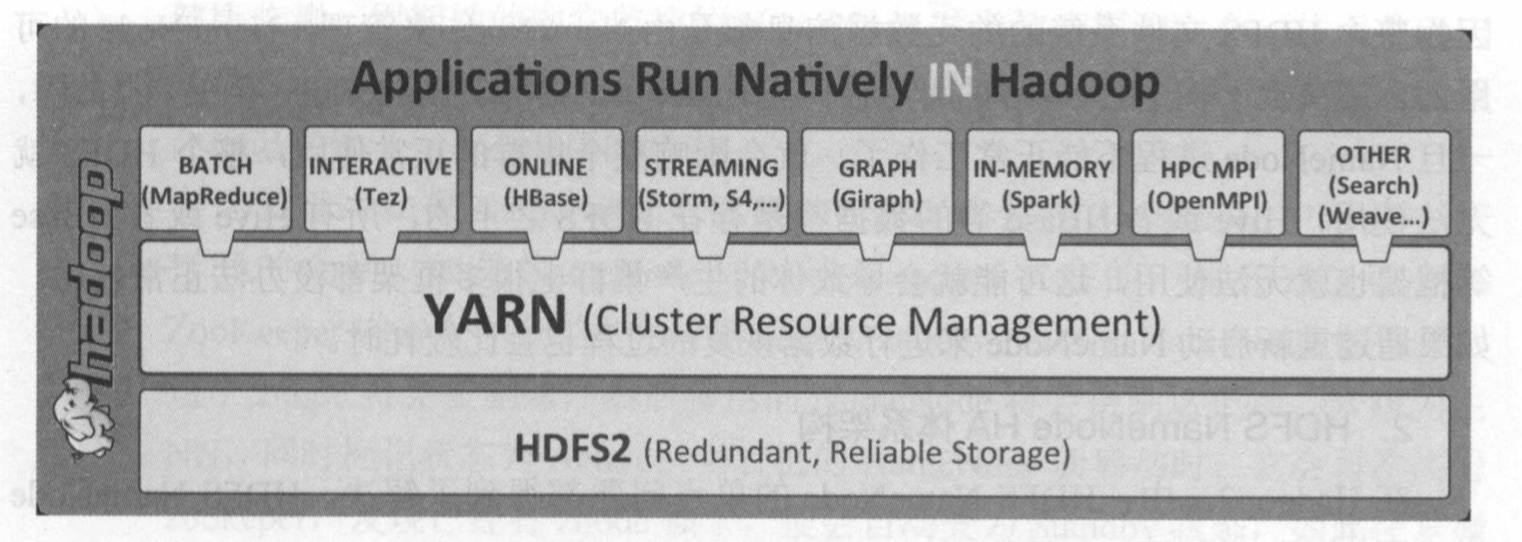 Applications Run Natively IN Hadoop
BATCH
(MapReduce)
INTERACTIVE
(Tez)
ONLINE
(HBase)
STREAMING
(Storm, S4,...)
GRAPH
(Giraph)
IN-MEMORY
(Spark)
HPC MPI
(OpenMPI)
OTHER
(Search)
(Weave...)
hadoop
YARN (Cluster Resource Management)
HDFS2 (Redundant, Reliable Storage)